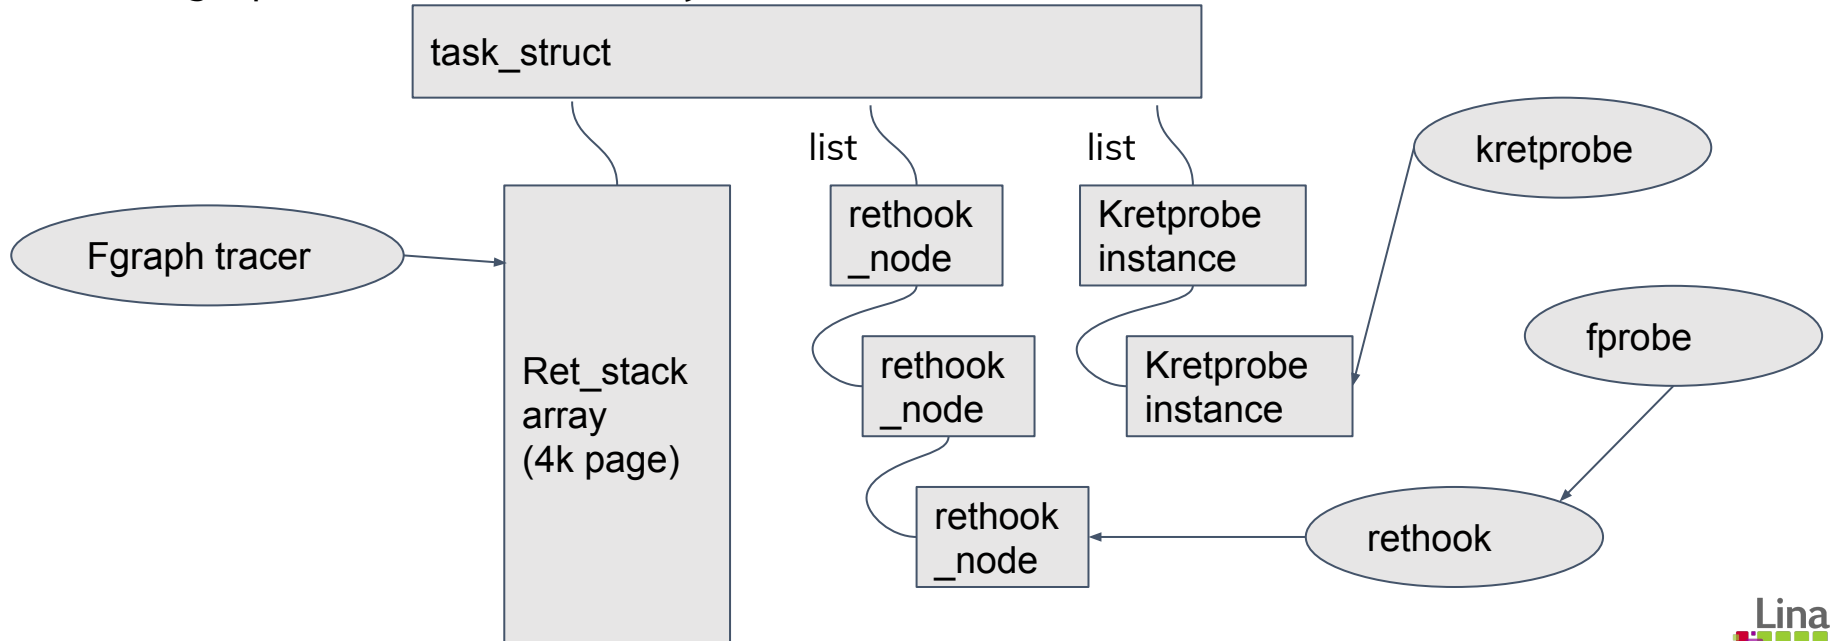 task_struct
list
list
kretprobe
rethook
_node
Kretprobe
instance
Fgraph tracer
fprobe
Ret_stack
array
(4k page)
rethook
_node
Kretprobe
instance
rethook
_node
rethook
Lina